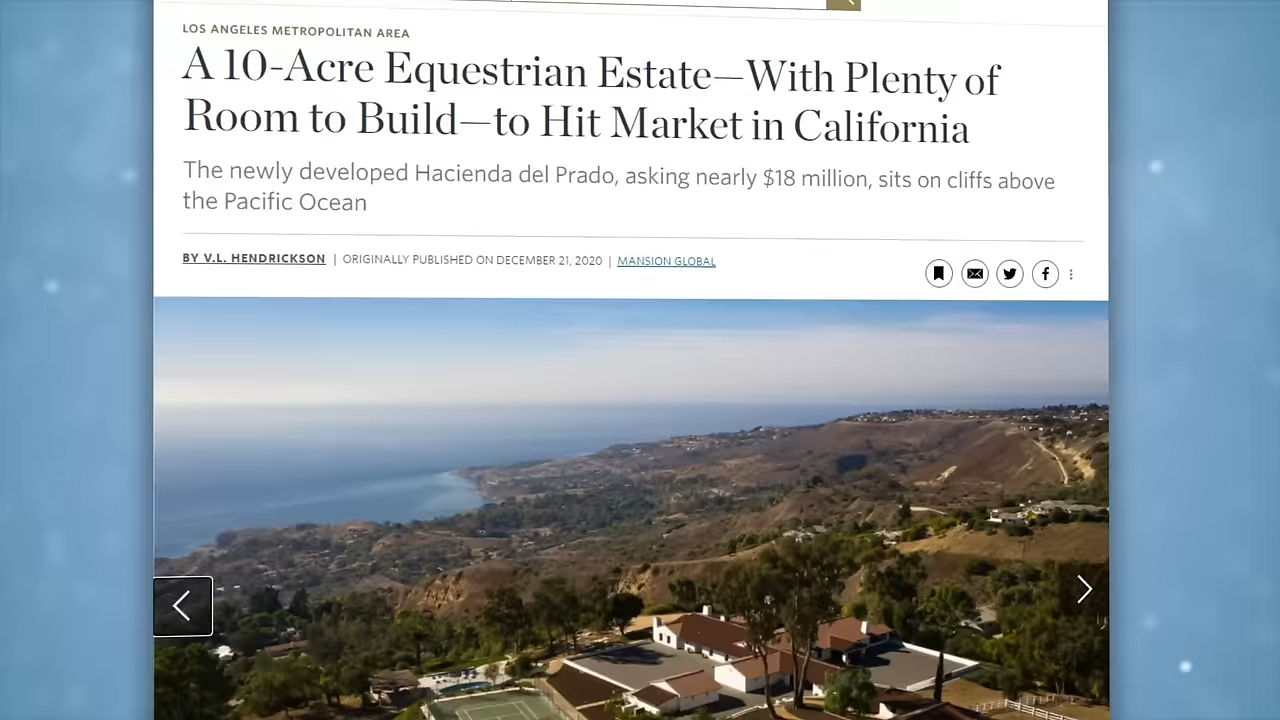 LOS ANGELES METROPOLITAN AREA
A 10-Acre Equestrian Estate—With Plenty of
Room to Build—to Hit Market in California
The newly developed Hacienda del Prado, asking nearly $18 million, sits on cliffs above
the Pacific Ocean
BY V.L. HENDRICKSON | ORIGINALLY PUBLISHED ON DECEMBER 21, 2020 | MANSION GLOBAL